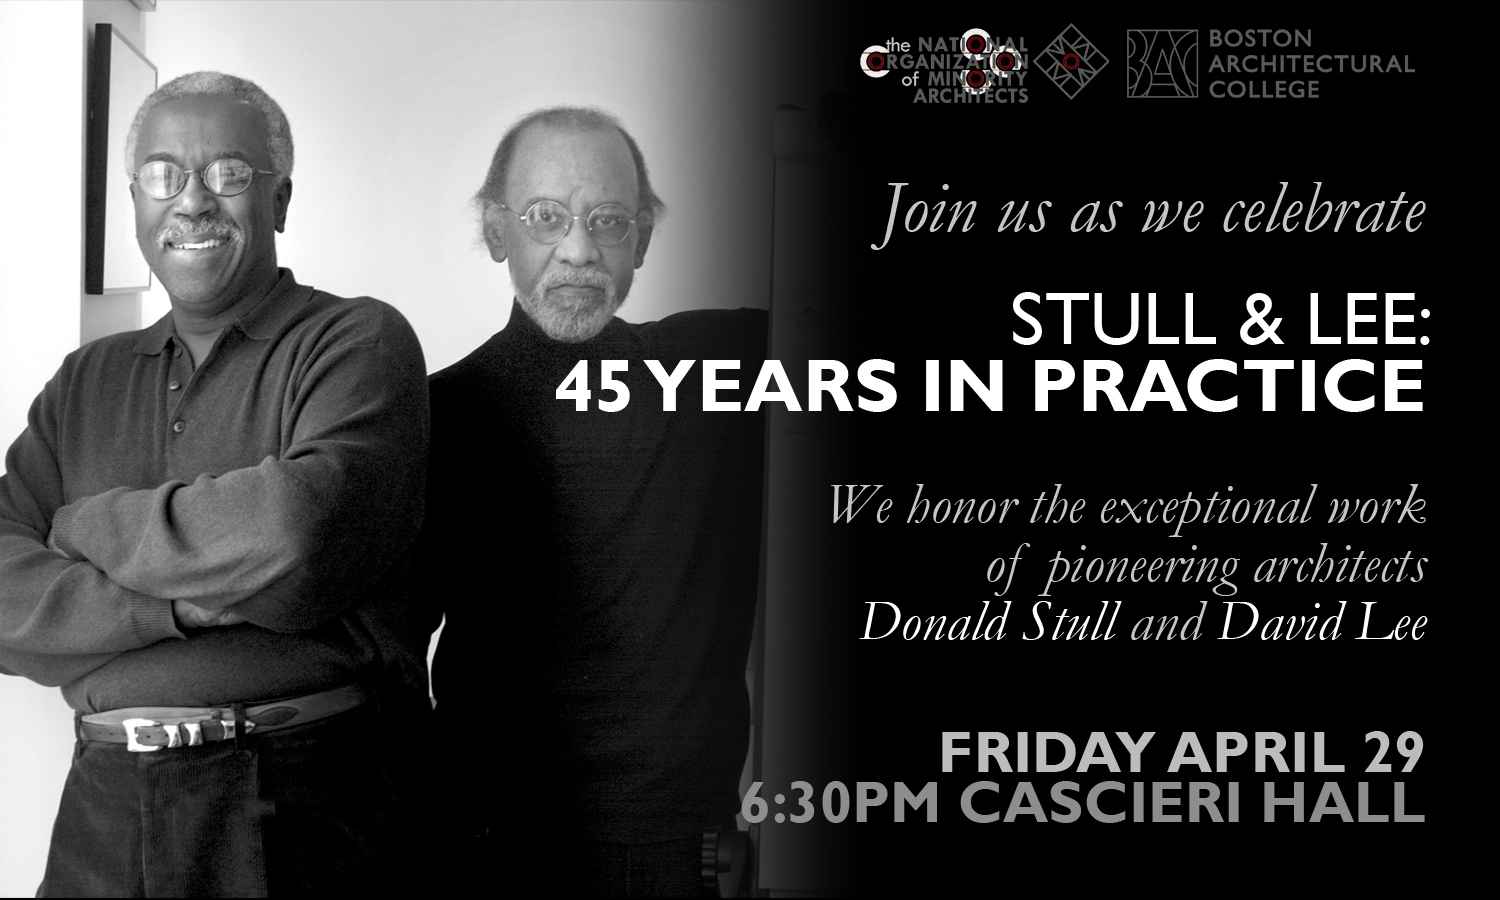 the NATIONAL
ORGANIZATION
of MINORITY
ARCHITECTS
BAC
BOSTON
ARCHITECTURAL
COLLEGE
Join us as we celebrate
STULL & LEE:
45 YEARS IN PRACTICE
We honor the exceptional work
of pioneering architects
Donald Stull and David Lee
FRIDAY APRIL 29
6:30PM CASCIERI HALL